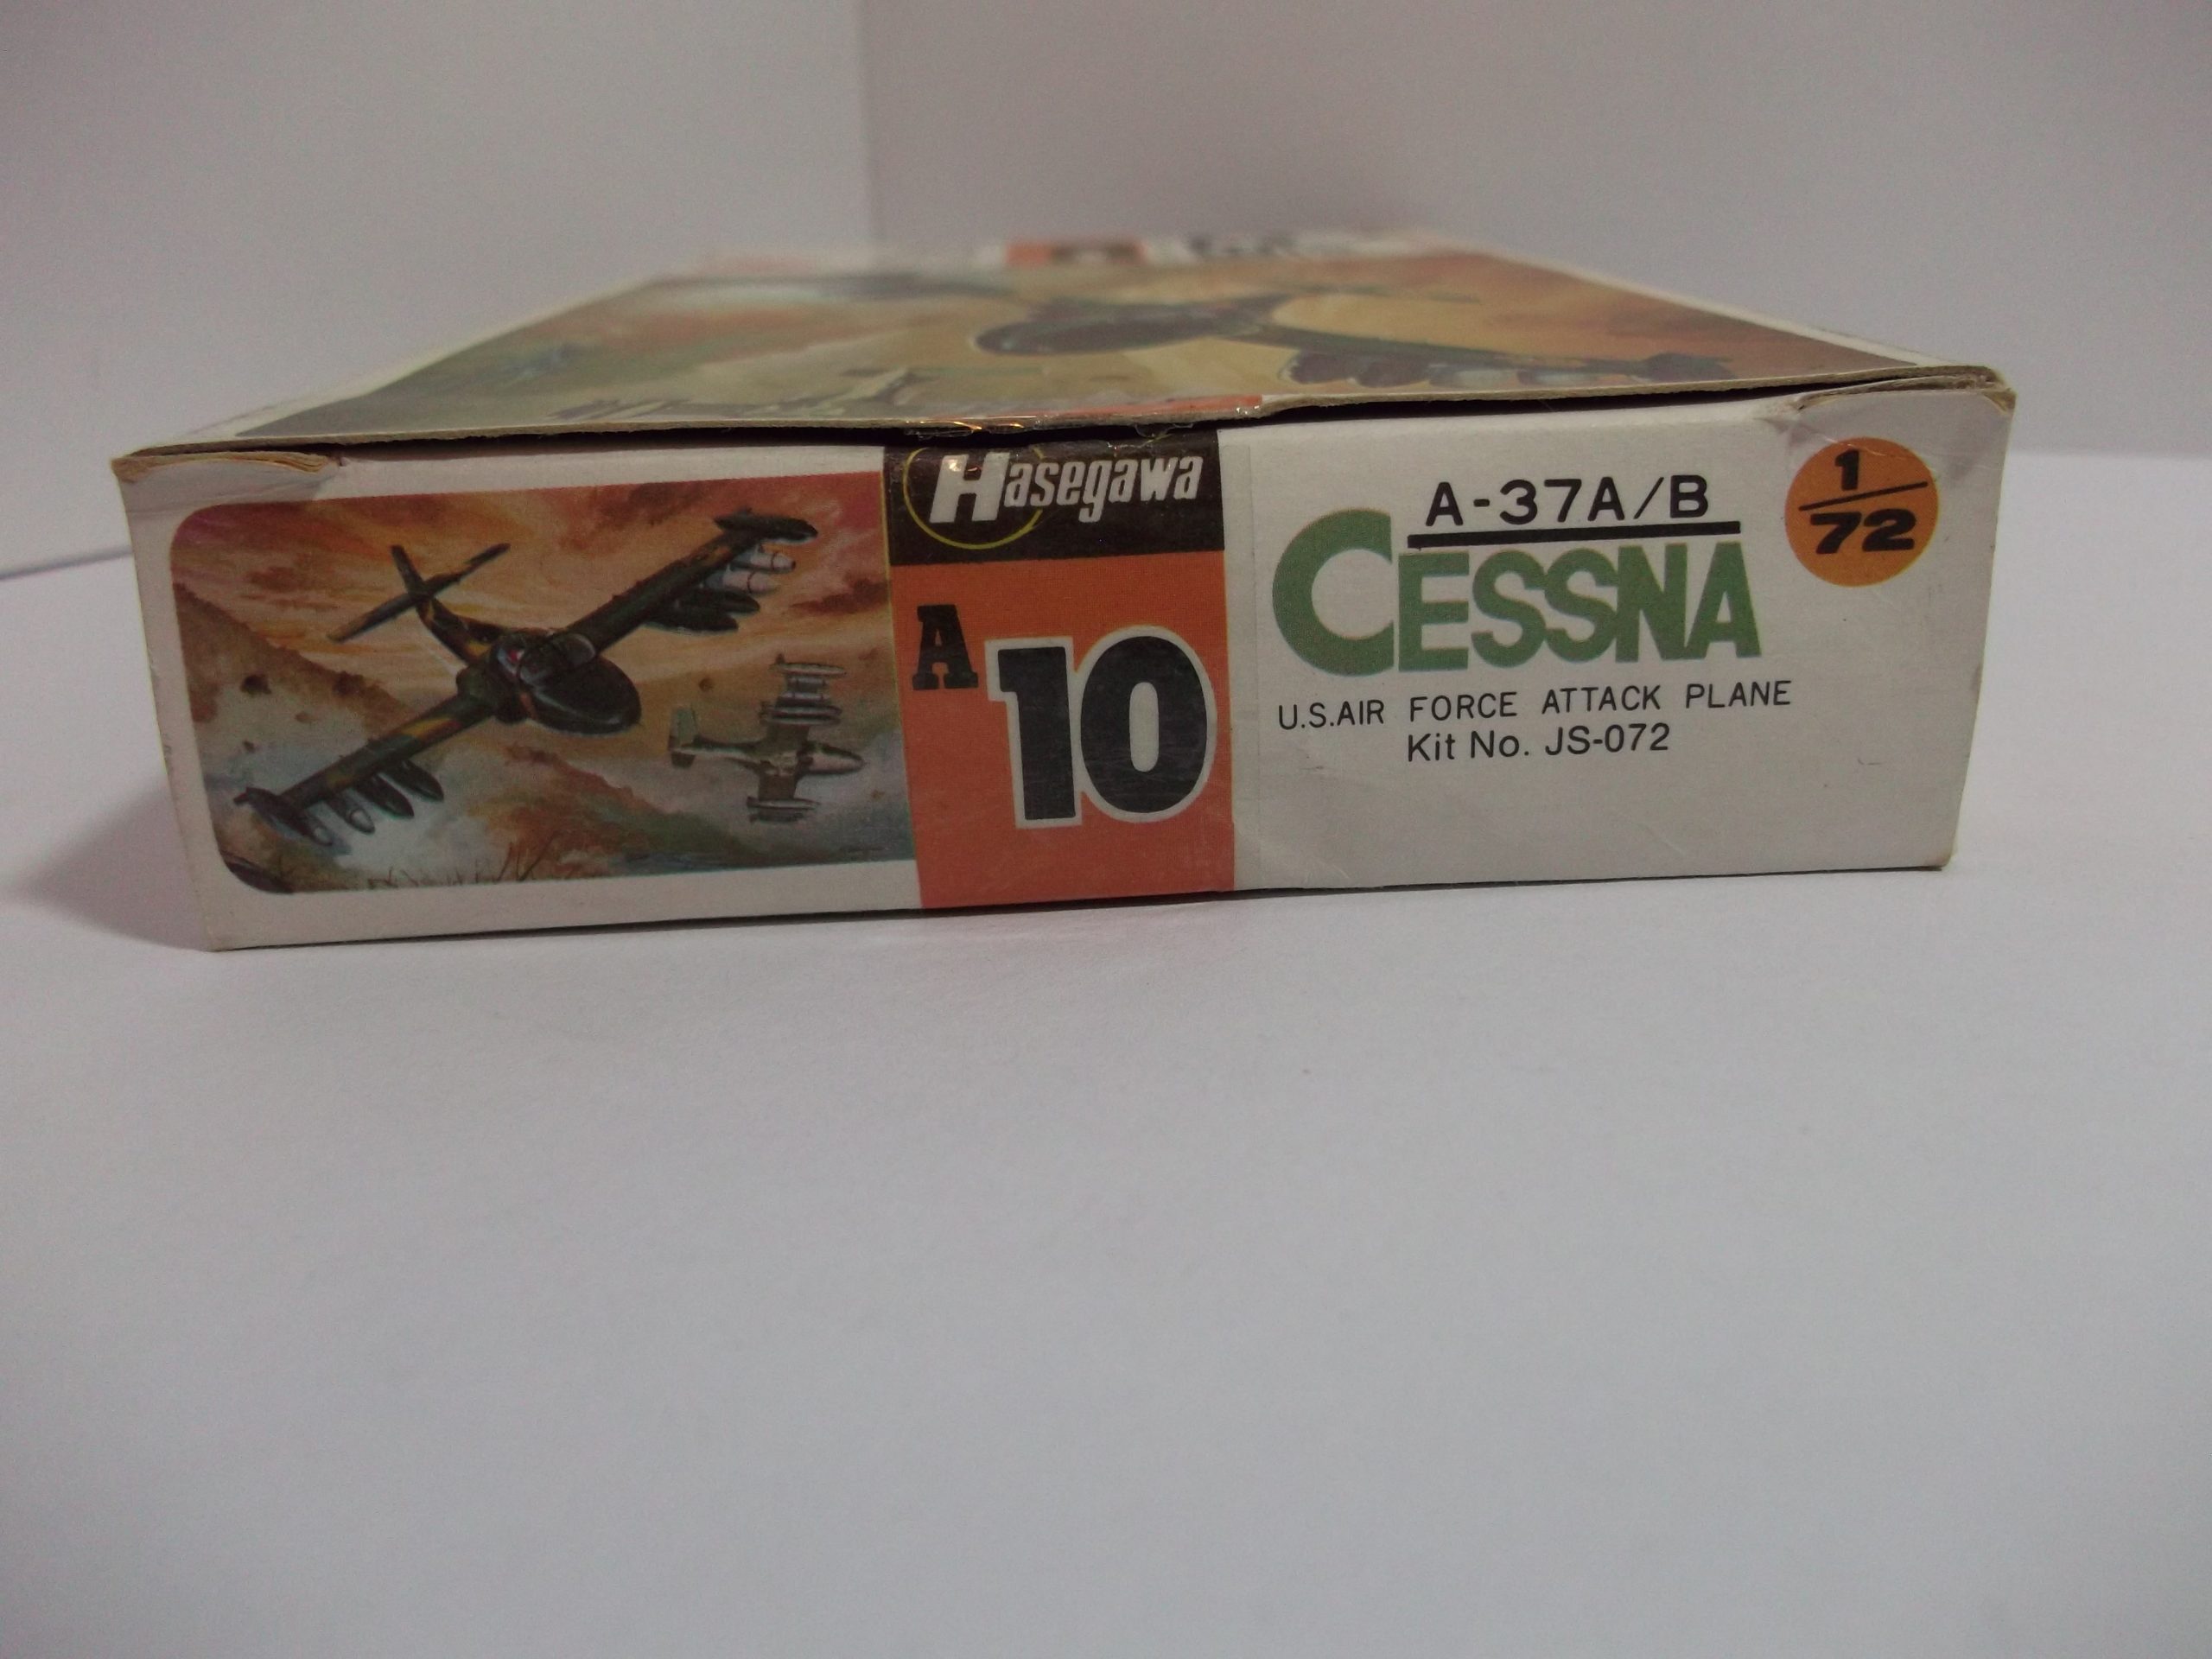 Hasegawa
A
10
A-37A/B
CESSNA
U.S.AIR FORCE ATTACK PLANE
Kit No. JS-072
1/72